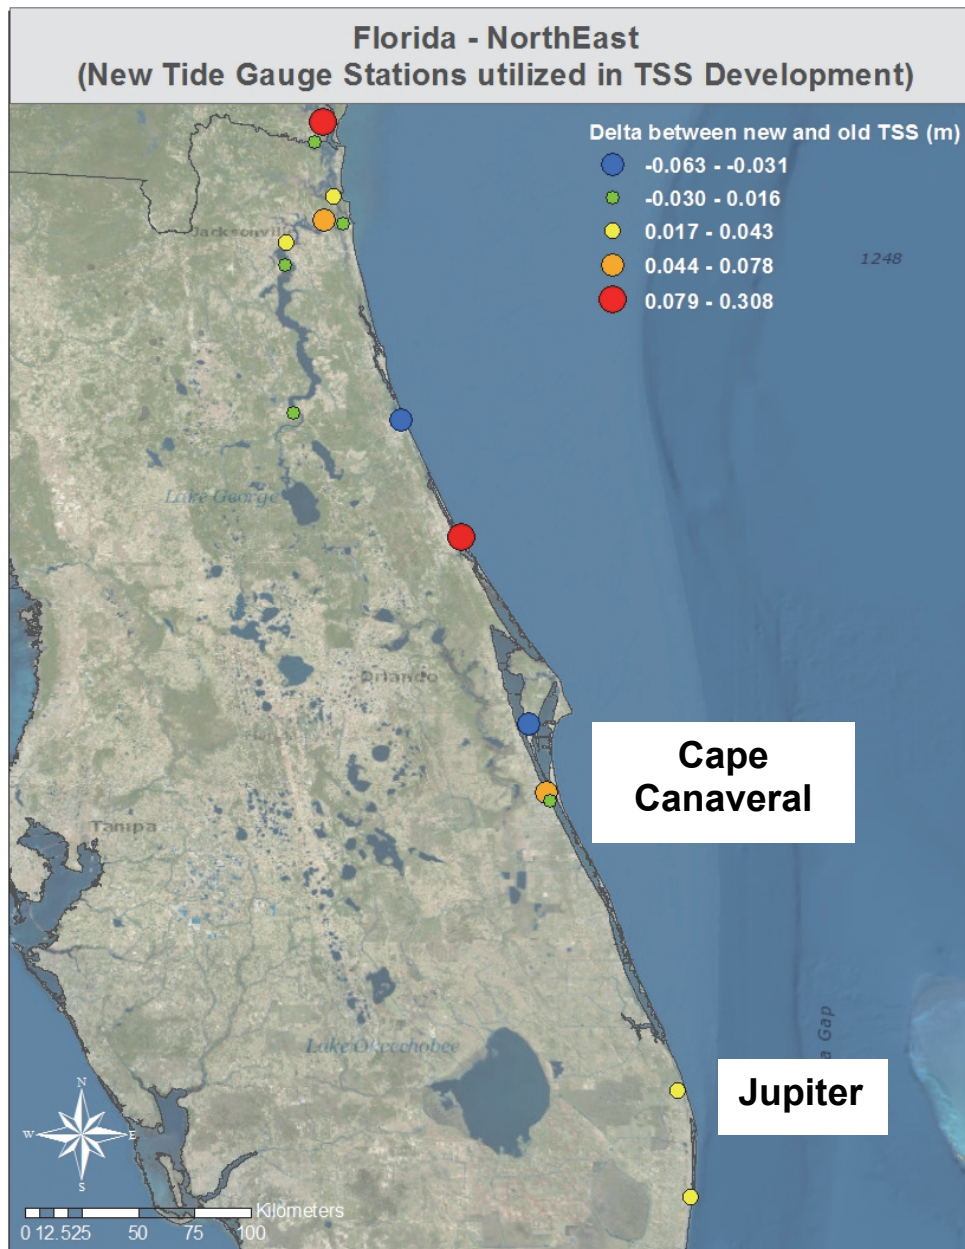 Florida - NorthEast
(New Tide Gauge Stations utilized in TSS Development)
Delta between new and old TSS (m)
-0.063 - -0.031
-0.030 - 0.016
0.017 - 0.043
0.044 - 0.078
0.079 - 0.308
Jacksonville
1248
Lake George
Orlando
Cape
Canaveral
Tampa
Lake Okeechobee
a Gap
Jupiter
N
W E
S
Kilometers
0 12.525 50 75 100